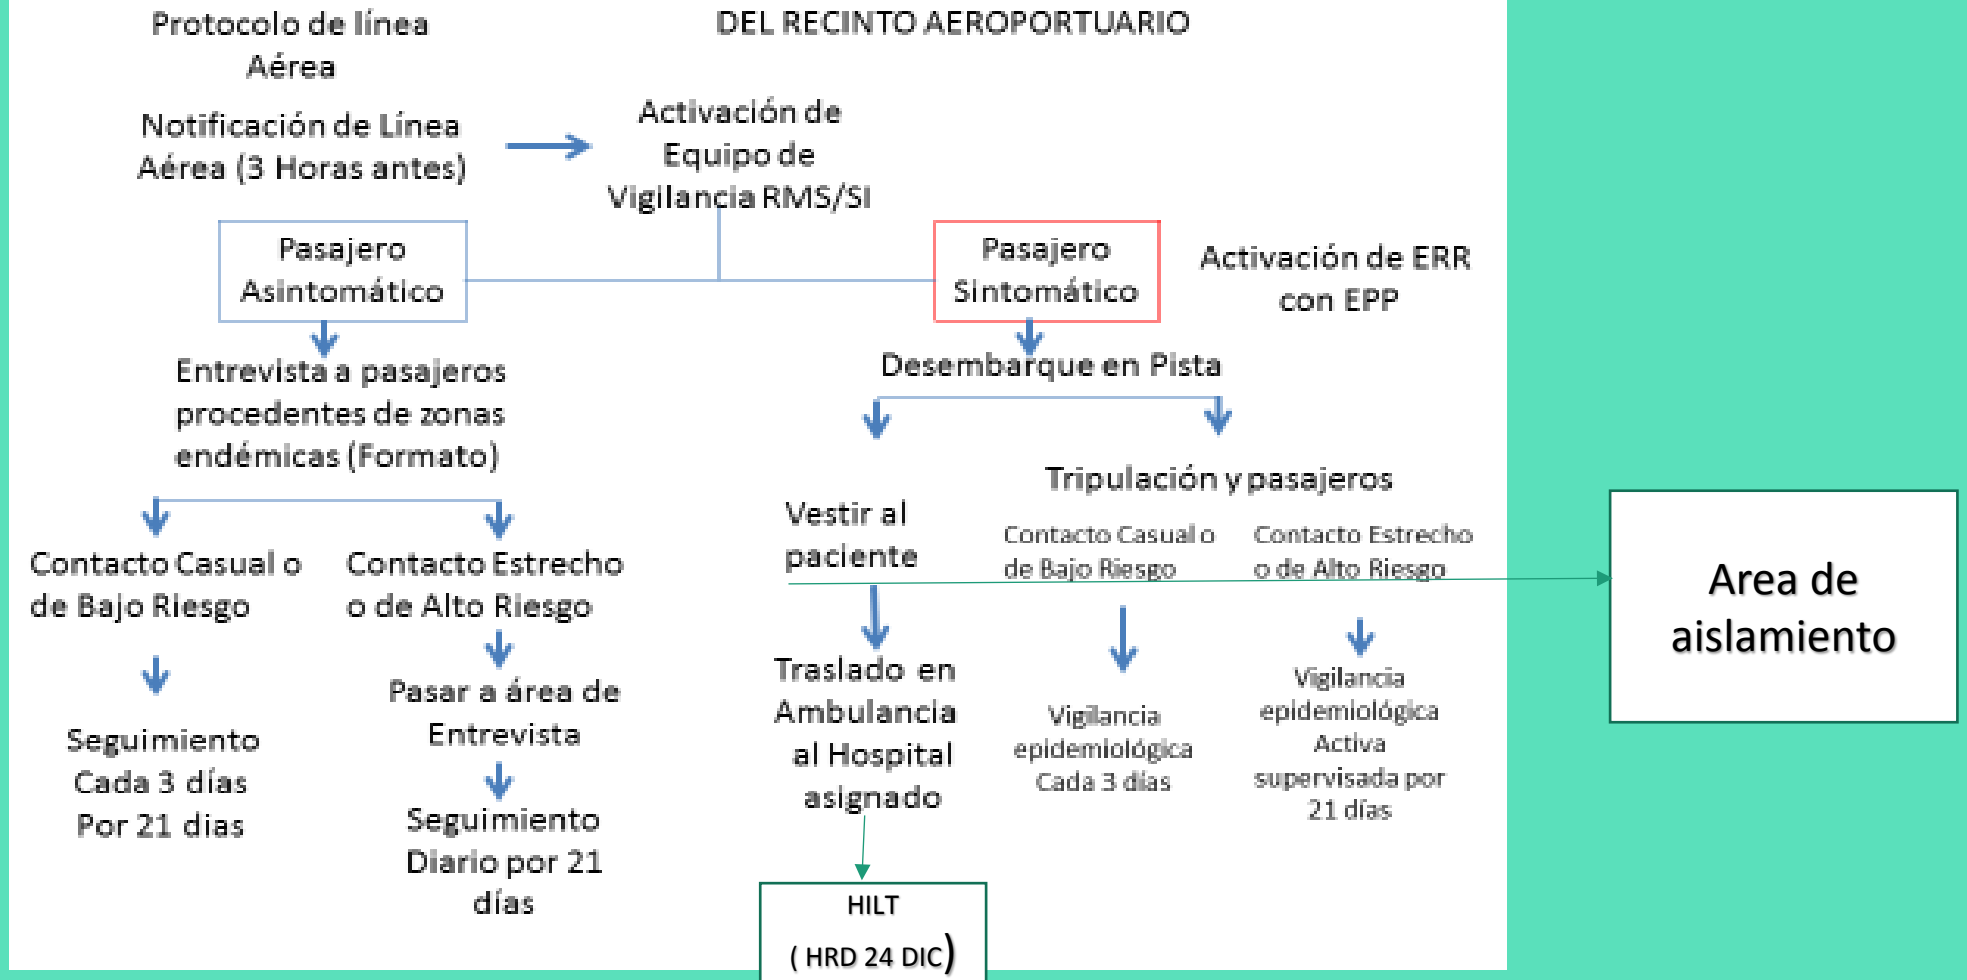 Protocolo de línea
Aérea
DEL RECINTO AEROPORTUARIO
Notificación de Línea
Aérea (3 Horas antes)
Activación de
Equipo de
Vigilancia RMS/SI
Pasajero
Asintomático
Pasajero
Sintomático
Activación de ERR
con EPP
Entrevista a pasajeros
procedentes de zonas
endémicas (Formato)
Desembarque en Pista
Contacto Casual o
de Bajo Riesgo
Contacto Estrecho
o de Alto Riesgo
Vestir al
paciente
Tripulación y pasajeros
Contacto Casual o
de Bajo Riesgo
Contacto Estrecho
o de Alto Riesgo
Area de
aislamiento
Seguimiento
Cada 3 días
Por 21 dias
Pasar a área de
Entrevista
Seguimiento
Diario por 21
días
Traslado en
Ambulancia
al Hospital
asignado
Vigilancia
epidemiológica
Cada 3 días
Vigilancia
epidemiológica
Activa
supervisada por
21 días
HILT
( HRD 24 DIC)